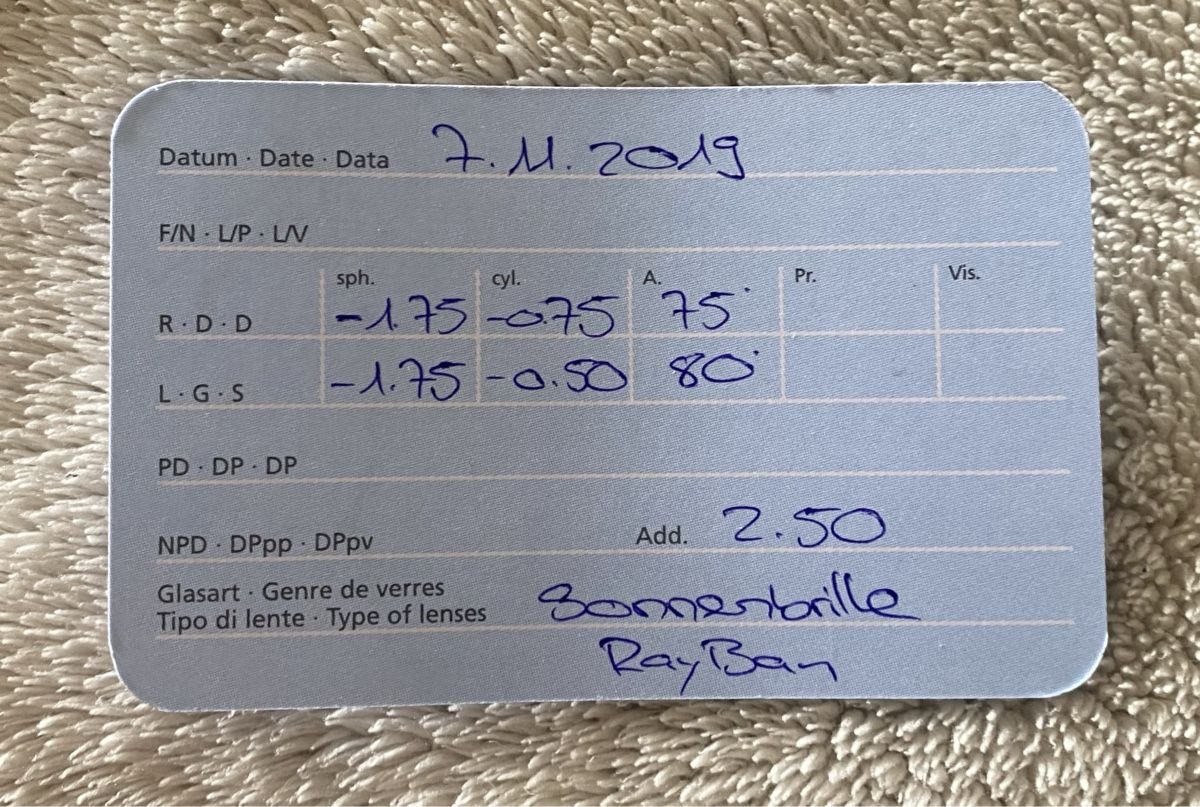 Datum · Date · Data 7.11.2019
F/N · L/P · L/V
sph. cyl. A. Pr. Vis.
R · D · D -1.75 -0.75 75°
L · G · S -1.75 -0.50 80°
PD · DP · DP
NPD · DPpp · DPpv Add. 2.50
Glasart · Genre de verres
Tipo di lente · Type of lenses Sonnenbrille
RayBan